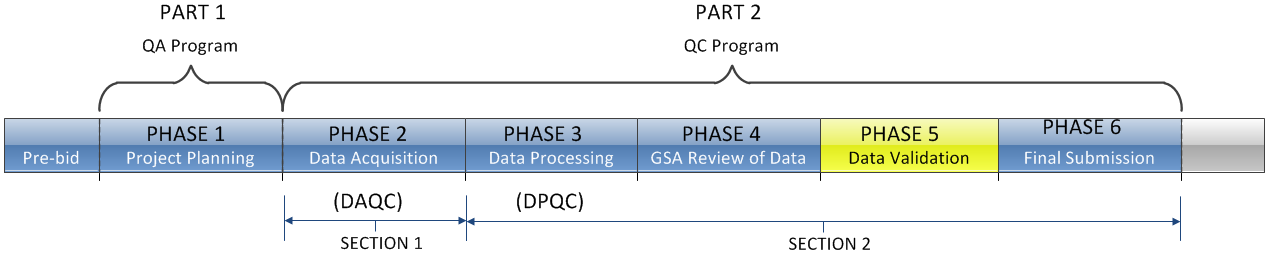 PART 1
PART 2
QA Program
QC Program
PHASE 1
PHASE 2
PHASE 3
PHASE 4
PHASE 5
PHASE 6
Pre-bid
Project Planning
Data Acquisition
Data Processing
GSA Review of Data
Data Validation
Final Submission
(DAQC)
(DPQC)
SECTION 1
SECTION 2